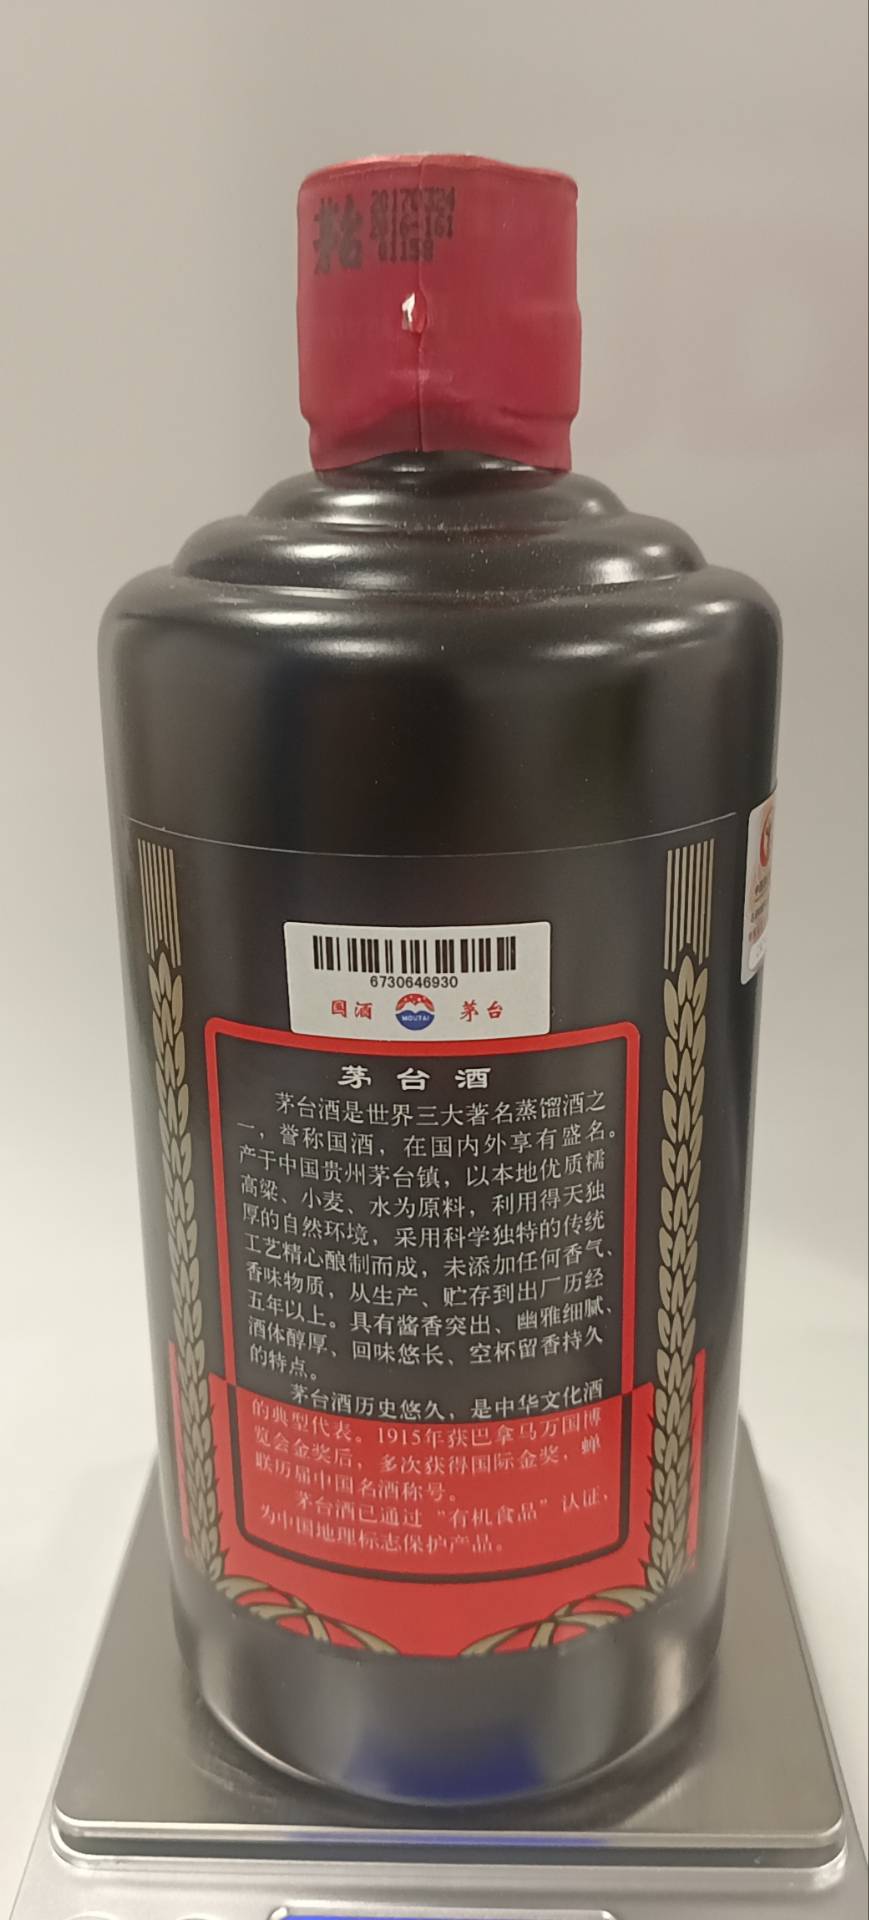 茅台
20170324
2016-161
01158
6730646930
国酒 MOUTAI 茅台
茅台酒
茅台酒是世界三大著名蒸馏酒之
一，誉称国酒，在国内外享有盛名。
产于中国贵州茅台镇，以本地优质糯
高粱、小麦、水为原料，利用得天独
厚的自然环境，采用科学独特的传统
工艺精心酿制而成，未添加任何香气、
香味物质，从生产、贮存到出厂历经
五年以上。具有酱香突出、幽雅细腻、
酒体醇厚、回味悠长、空杯留香持久
的特点。
茅台酒历史悠久，是中华文化酒
的典型代表。1915年获巴拿马万国博
览会金奖后，多次获得国际金奖，蝉
联历届中国名酒称号。
茅台酒已通过“有机食品”认证，
为中国地理标志保护产品。